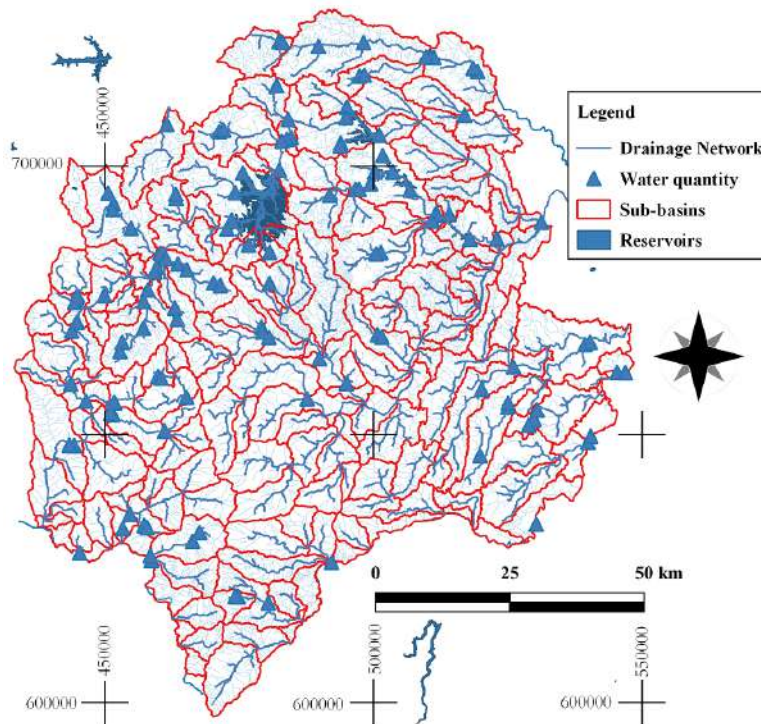 450000
Legend
Drainage Network
Water quantity
Sub-basins
Reservoirs
700000
0 25 50 km
450000
500000
550000
600000
600000
600000